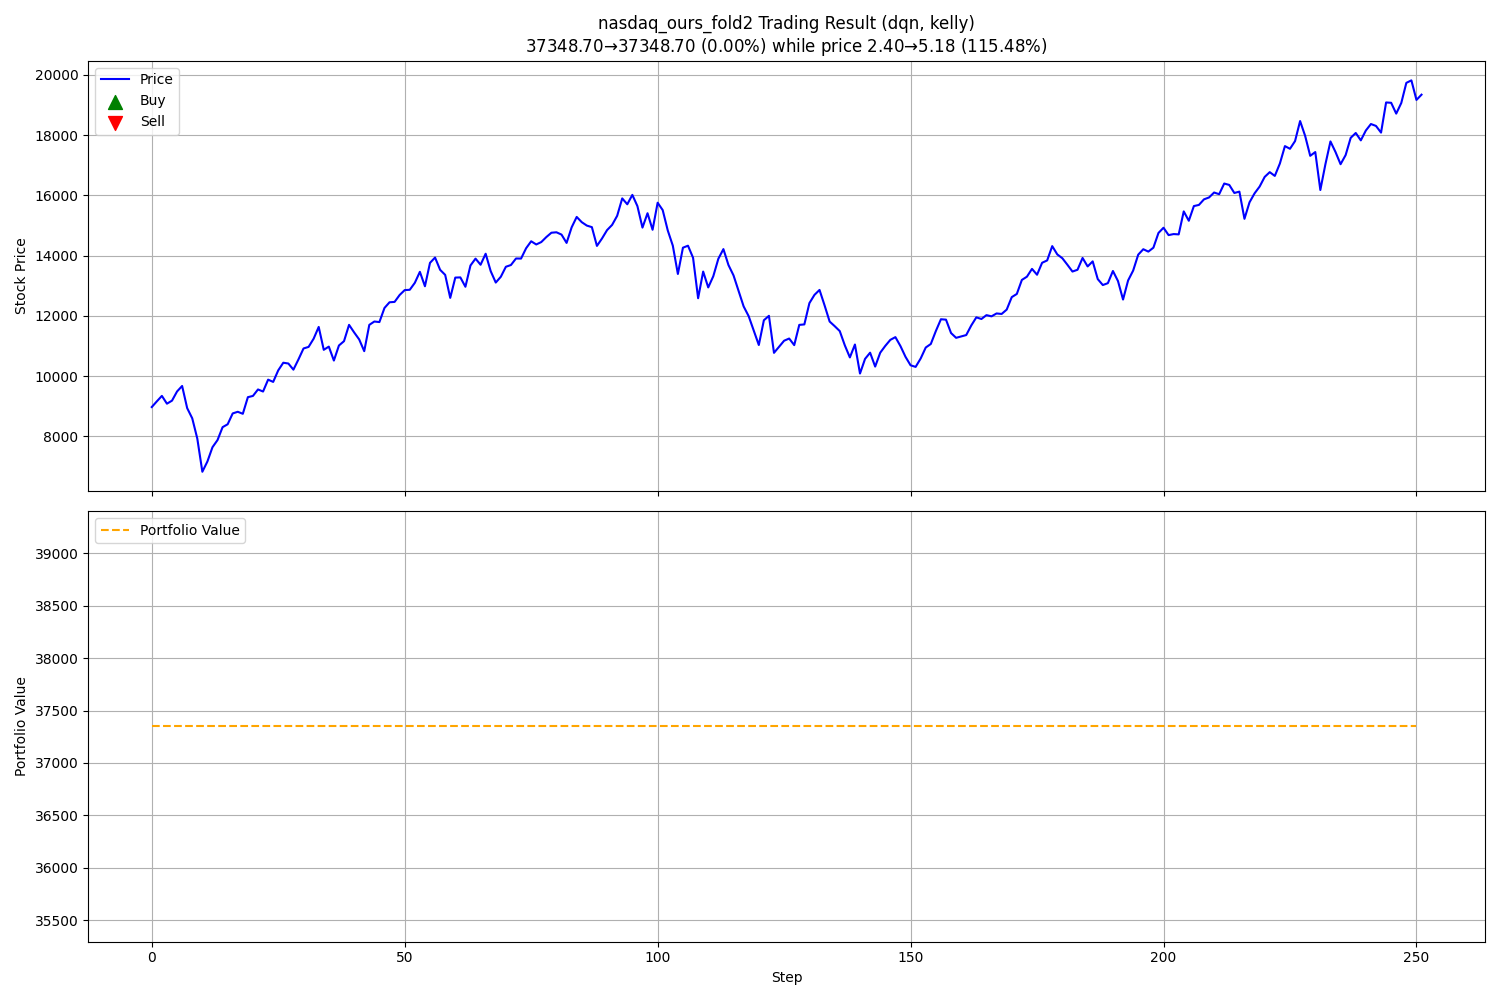 nasdaq_ours_fold2 Trading Result (dqn, kelly)
37348.70→37348.70 (0.00%) while price 2.40→5.18 (115.48%)
Price
Buy
Sell
20000
18000
16000
14000
12000
10000
8000
Stock Price
Portfolio Value
39000
38500
38000
37500
37000
36500
36000
35500
Portfolio Value
0
50
100
150
200
250
Step